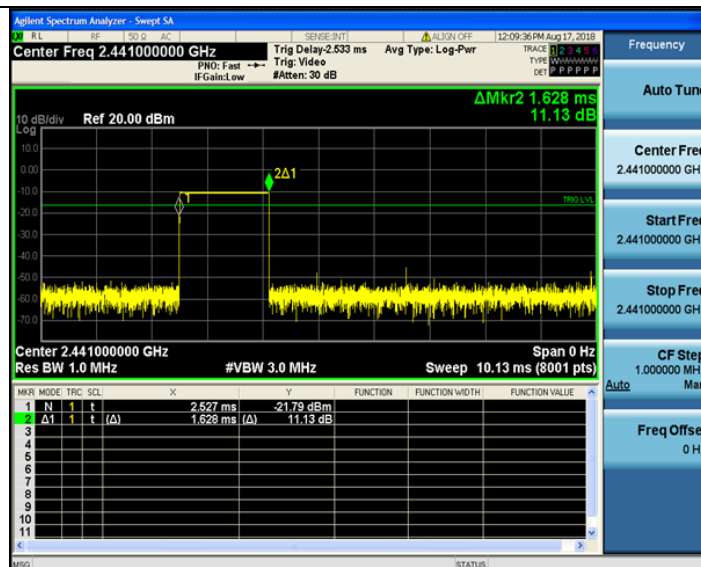 Agilent Spectrum Analyzer - Swept SA
LXI RL RF 50 Ω AC SENSE:INT ALIGN OFF 12:09:36 PM Aug 17, 2018
Center Freq 2.441000000 GHz
PNO: Fast
IFGain:Low
Trig Delay-2.533 ms
Trig: Video
#Atten: 30 dB
Avg Type: Log-Pwr
TRACE 1 2 3 4 5 6
TYPE
DET P P P P P P
ΔMkr2 1.628 ms
11.13 dB
10 dB/div Ref 20.00 dBm
Log
10.0
0.00
-10.0
-20.0
-30.0
-40.0
-50.0
-60.0
-70.0
2Δ1
1
TRIG LVL
Center 2.441000000 GHz Span 0 Hz
Res BW 1.0 MHz #VBW 3.0 MHz Sweep 10.13 ms (8001 pts)
MKR MODE TRC SCL X Y FUNCTION FUNCTION WIDTH FUNCTION VALUE
1 N 1 t 2.527 ms -21.79 dBm
2 Δ1 1 t (Δ) 1.628 ms (Δ) 11.13 dB
3
4
5
6
7
8
9
10
11
MSG STATUS
Frequency
Auto Tun
Center Fre
2.441000000 GH
Start Fre
2.441000000 GH
Stop Fre
2.441000000 GH
CF Step
1.000000 MH
Auto Ma
Freq Offse
0 H